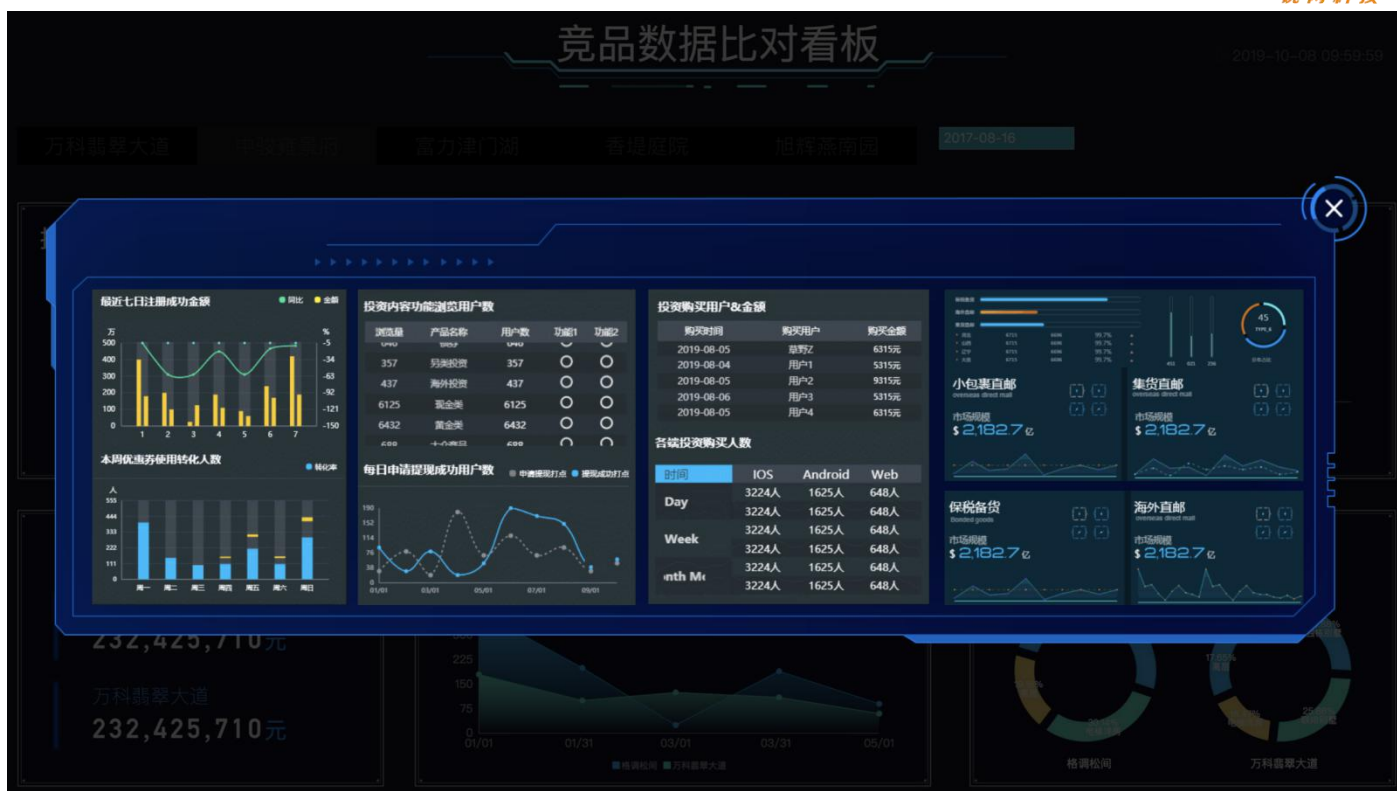 竞品数据比对看板
2019-10-08 09:59:59
万科翡翠大道
富力津门湖
香堤庭院
旭辉燕南园
2017-08-16
最近七日注册成功金额
同比 金额
万 %
500 -5
400 -34
300 -63
200 -92
100 -121
0 -150
1 2 3 4 5 6 7
本周优惠券使用转化人数
转化率
人
555
444
333
222
111
0
周一 周二 周三 周四 周五 周六 周日
投资内容功能浏览用户数
浏览量 产品名称 用户数 功能1 功能2
357 另类投资 357
437 海外投资 437
6125 现金类 6125
6432 黄金类 6432
688 688
每日申请提现成功用户数
申请提现打点 提现成功打点
190
152
114
76
38
0
01/01 03/01 05/01 07/01 09/01
投资购买用户&金额
购买时间 购买用户 购买金额
2019-08-05 草野Z 6315元
2019-08-04 用户1 5315元
2019-08-05 用户2 9315元
2019-08-06 用户3 5315元
2019-08-05 用户4 6315元
各端投资购买人数
时间 IOS Android Web
Day
3224人 1625人 648人
3224人 1625人 648人
Week
3224人 1625人 648人
3224人 1625人 648人
onth Mo
3224人 1625人 648人
3224人 1625人 648人
45
TYPE_K
99.7%
99.7%
99.7%
99.7%
小包裹直邮
overseas direct mail
市场规模
$ 2,182.7 亿
集货直邮
overseas direct mail
市场规模
$ 2,182.7 亿
保税备货
Bonded goods
市场规模
$ 2,182.7 亿
海外直邮
overseas direct mail
市场规模
$ 2,182.7 亿
232,425,710元
万科翡翠大道
232,425,710元
300
225
150
75
0
01/01 01/31 03/01 03/31 05/01
格调松间 万科翡翠大道
格调松间
万科翡翠大道